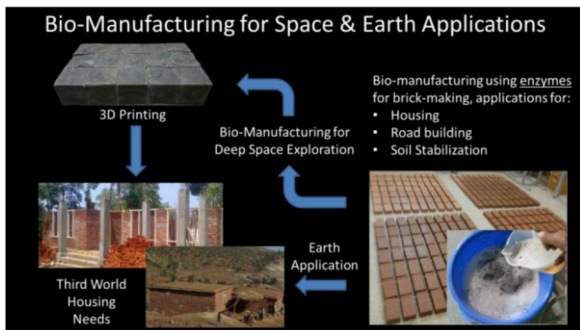 Bio-Manufacturing for Space & Earth Applications
3D Printing
Bio-Manufacturing for
Deep Space Exploration
Bio-manufacturing using enzymes
for brick-making, applications for:
• Housing
• Road building
• Soil Stabilization
Earth
Application
Third World
Housing
Needs